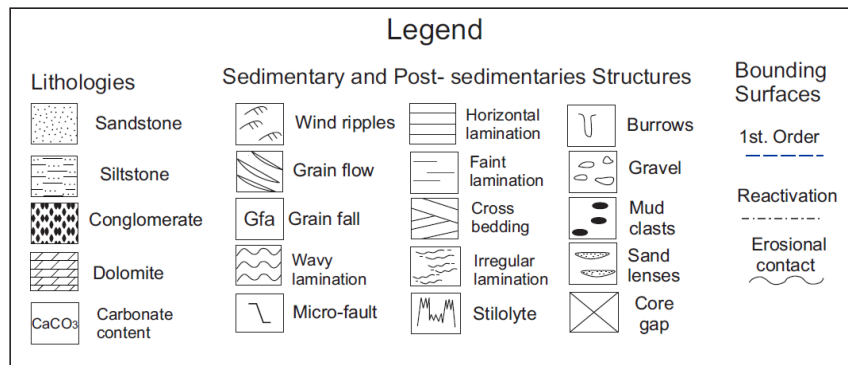 Legend
Lithologies
Sandstone
Siltstone
Conglomerate
Dolomite
CaCO3
Carbonate
content
Sedimentary and Post- sedimentaries Structures
Wind ripples
Grain flow
Gfa
Grain fall
Wavy
lamination
Micro-fault
Horizontal
lamination
Faint
lamination
Cross
bedding
Irregular
lamination
Stilolyte
Burrows
Gravel
Mud
clasts
Sand
lenses
Core
gap
Bounding
Surfaces
1st. Order
Reactivation
Erosional
contact